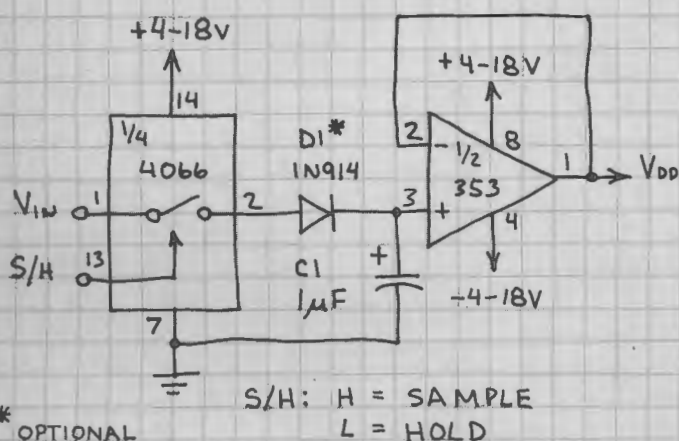 +4-18V
14
1/4
4066
VIN
1
2
S/H
13
7
D1*
1N914
C1
1µF
+
+4-18V
2
-
1/2
8
353
3
+
4
1
VDD
-4-18V
S/H: H = SAMPLE
L = HOLD
* OPTIONAL